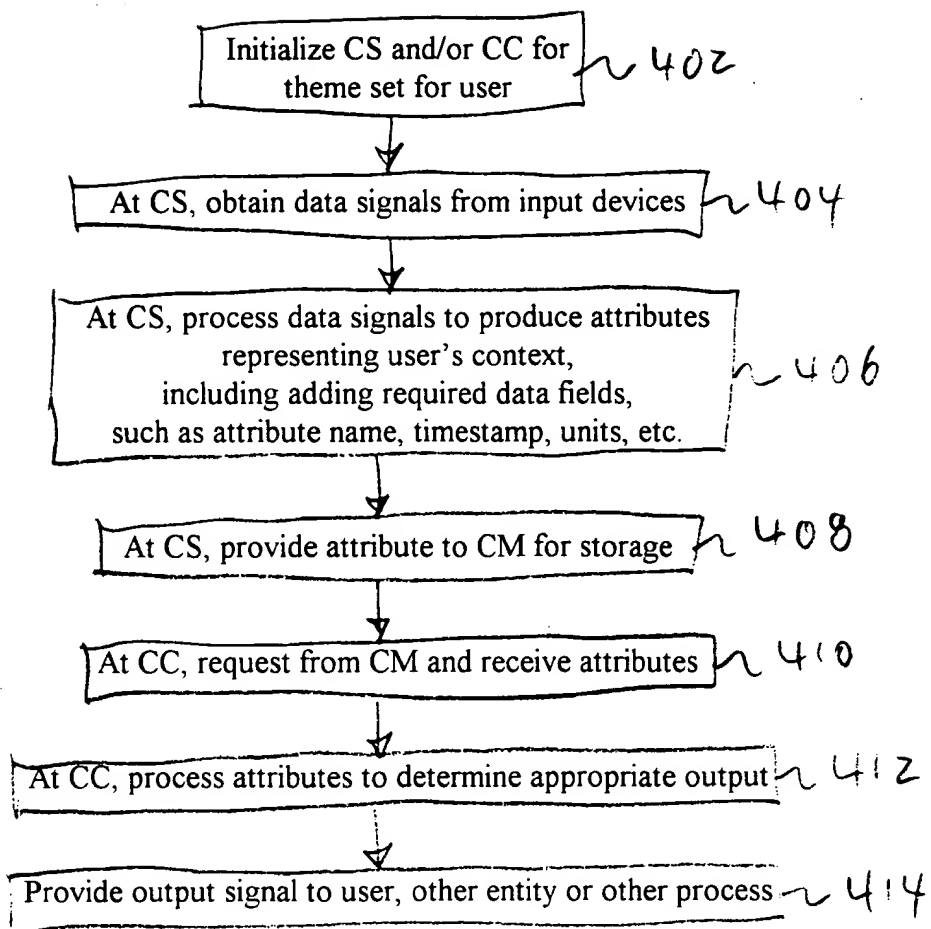 Initialize CS and/or CC for
theme set for user
402
At CS, obtain data signals from input devices
404
At CS, process data signals to produce attributes
representing user's context,
including adding required data fields,
such as attribute name, timestamp, units, etc.
406
At CS, provide attribute to CM for storage
408
At CC, request from CM and receive attributes
410
At CC, process attributes to determine appropriate output
412
Provide output signal to user, other entity or other process
414